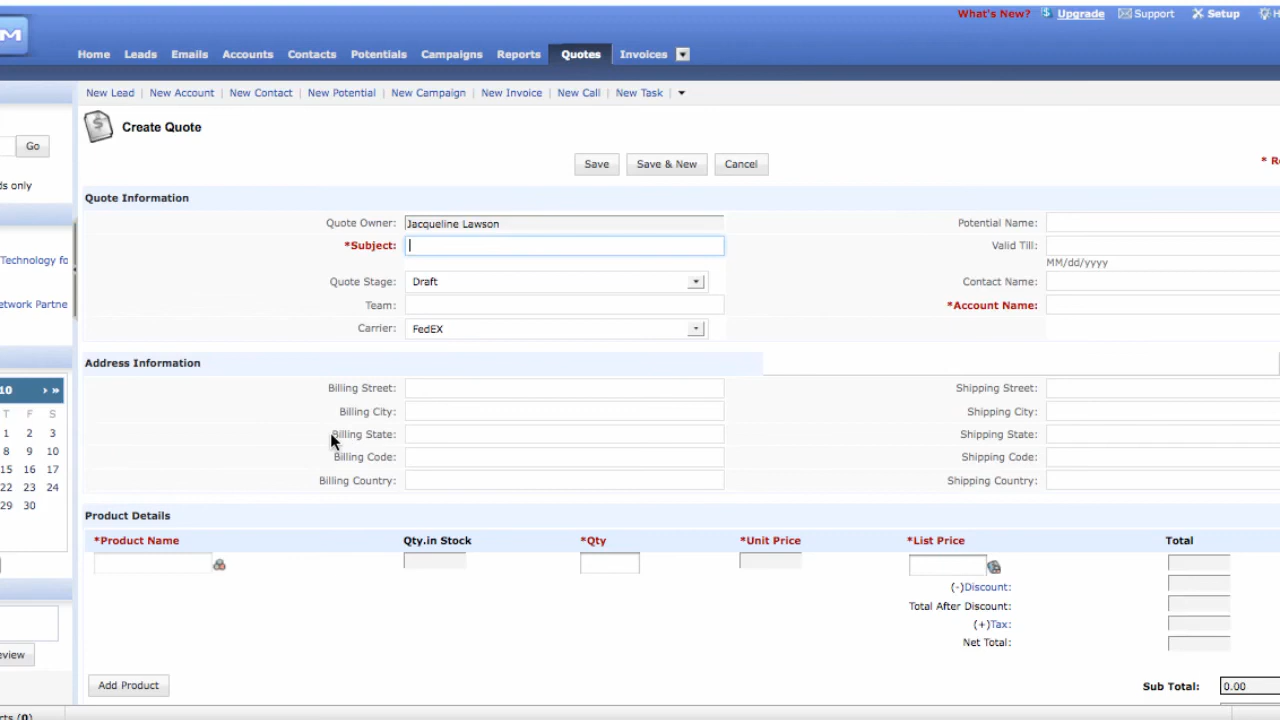 What's New? Upgrade Support Setup
M
Home Leads Emails Accounts Contacts Potentials Campaigns Reports Quotes Invoices
New Lead | New Account | New Contact | New Potential | New Campaign | New Invoice | New Call | New Task |
Create Quote
Go
Save Save & New Cancel
ds only
Quote Information
Quote Owner: Jacqueline Lawson Potential Name:
*Subject: Valid Till:
Technology fo MM/dd/yyyy
Quote Stage: Draft Contact Name:
etwork Partne Team: *Account Name:
Carrier: FedEX
Address Information
10 › »
Billing Street: Shipping Street:
T F S
Billing City: Shipping City:
1 2 3 Billing State: Shipping State:
8 9 10 Billing Code: Shipping Code:
15 16 17
22 23 24 Billing Country: Shipping Country:
29 30
Product Details
*Product Name Qty.in Stock *Qty *Unit Price *List Price Total
(-)Discount:
Total After Discount:
(+)Tax:
Net Total:
eview
Add Product Sub Total: 0.00
cts (0)